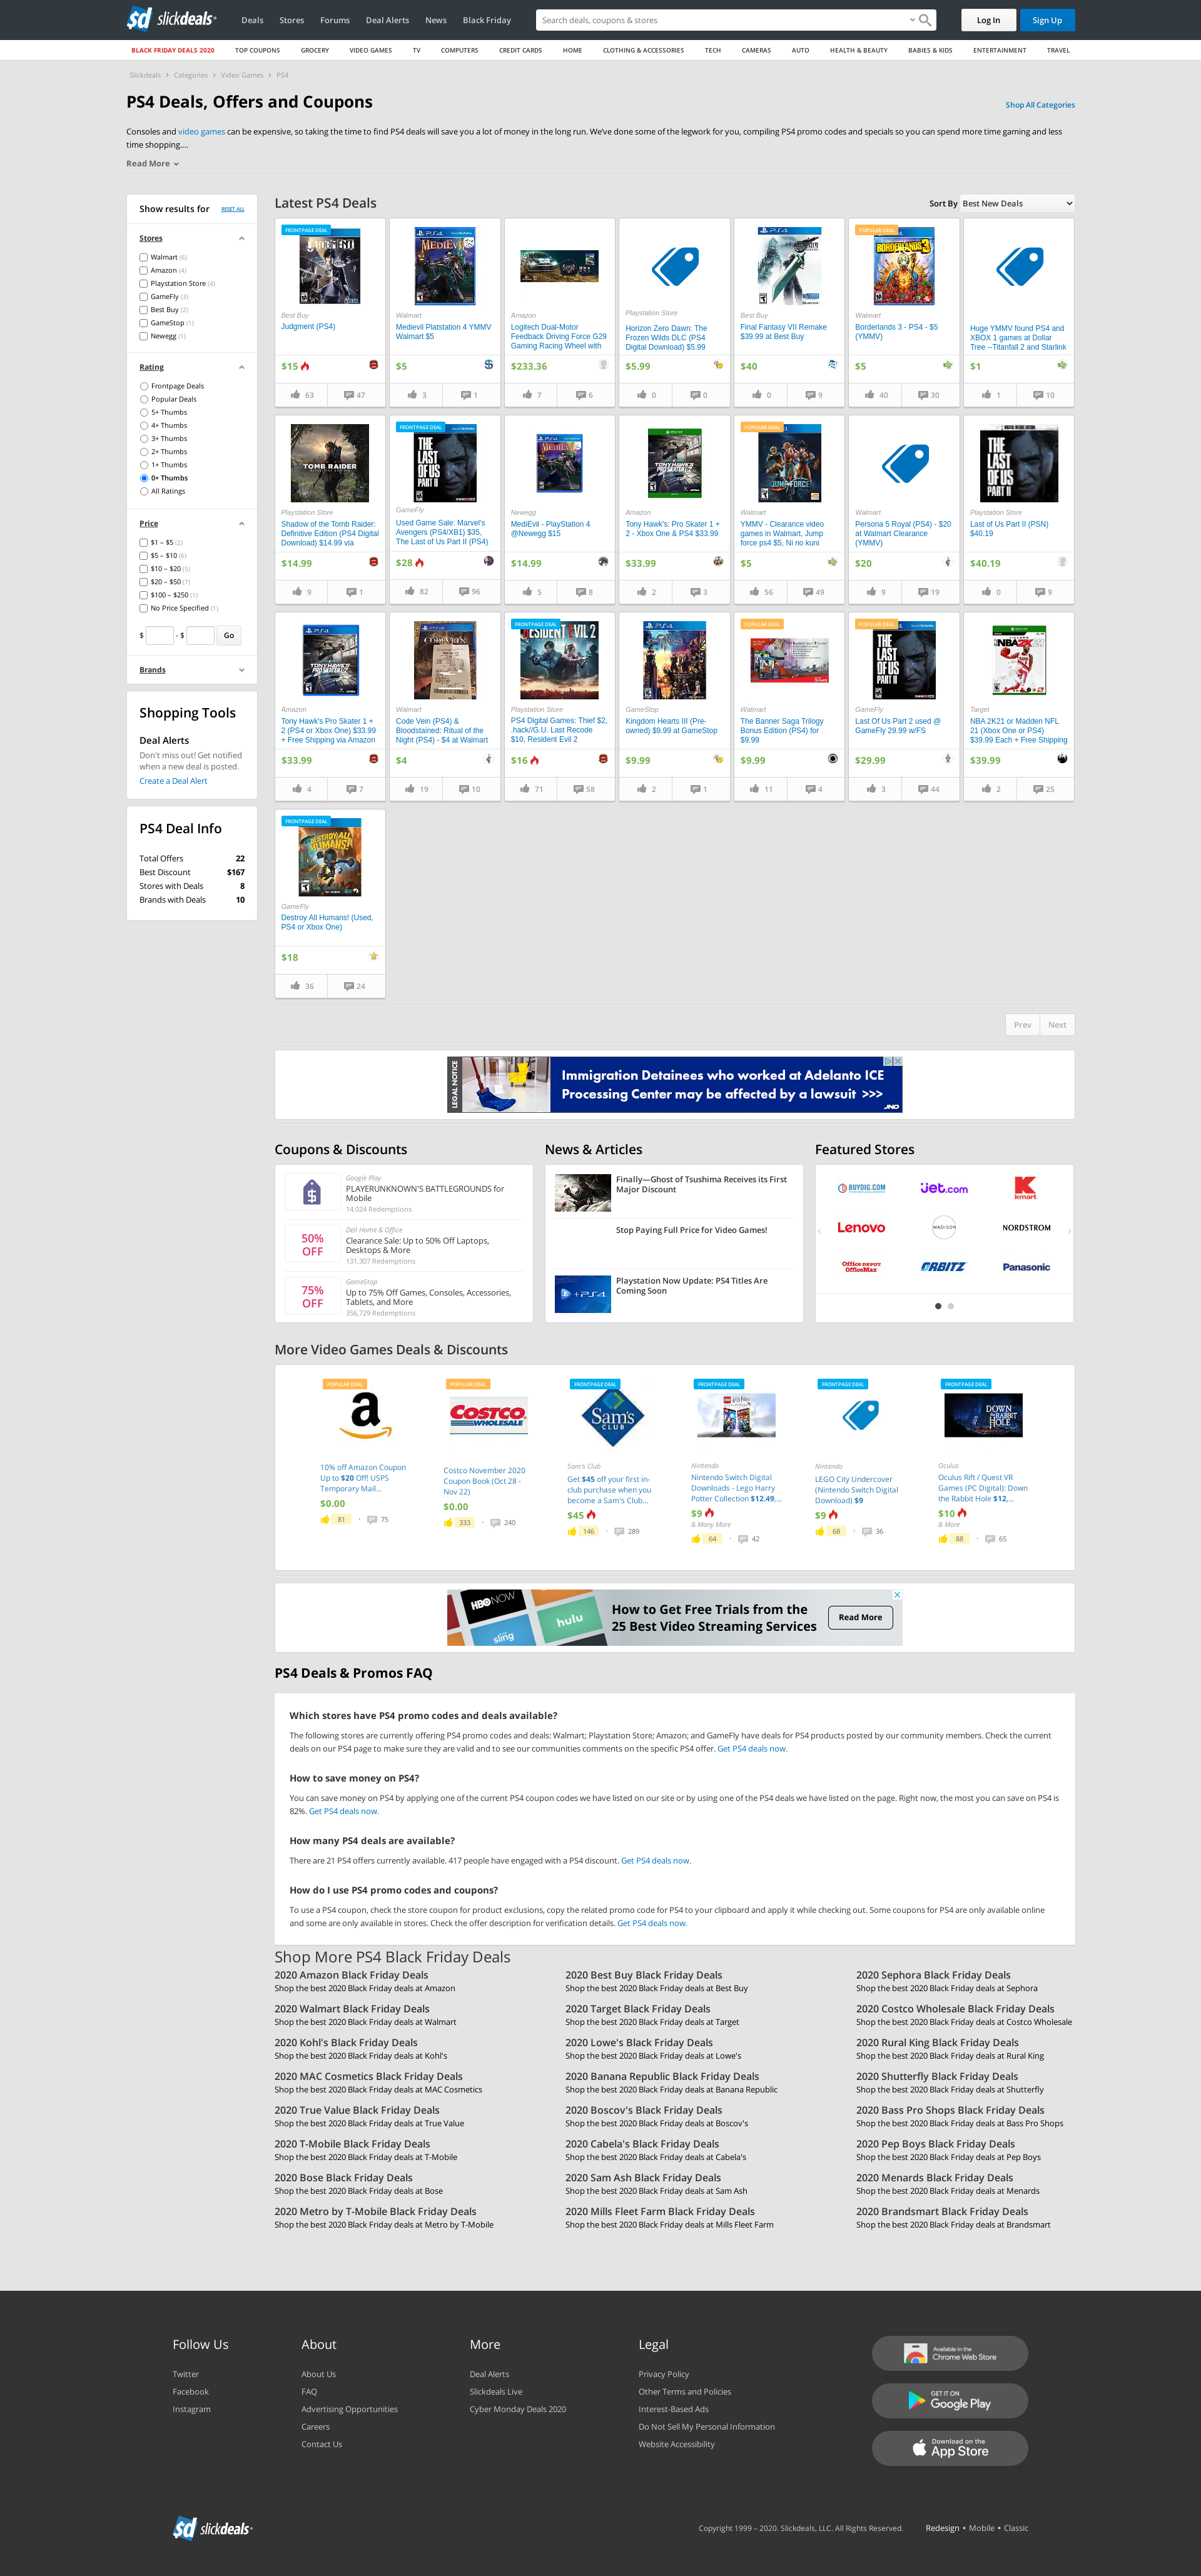 slickdeals
Deals Stores Forums Deal Alerts News Black Friday
Search deals, coupons & stores
Log In
Sign Up
BLACK FRIDAY DEALS 2020 TOP COUPONS GROCERY VIDEO GAMES TV COMPUTERS CREDIT CARDS HOME CLOTHING & ACCESSORIES TECH CAMERAS AUTO HEALTH & BEAUTY BABIES & KIDS ENTERTAINMENT TRAVEL
Slickdeals › Categories › Video Games › PS4
PS4 Deals, Offers and Coupons
Shop All Categories
Consoles and video games can be expensive, so taking the time to find PS4 deals will save you a lot of money in the long run. We've done some of the legwork for you, compiling PS4 promo codes and specials so you can spend more time gaming and less
time shopping....
Read More
Show results for
RESET ALL
Stores
Walmart (6)
Amazon (4)
Playstation Store (4)
GameFly (3)
Best Buy (2)
GameStop (1)
Newegg (1)
Rating
Frontpage Deals
Popular Deals
5+ Thumbs
4+ Thumbs
3+ Thumbs
2+ Thumbs
1+ Thumbs
0+ Thumbs
All Ratings
Price
$1 – $5 (2)
$5 – $10 (6)
$10 – $20 (5)
$20 – $50 (7)
$100 – $250 (1)
No Price Specified (1)
$ - $ Go
Brands
Shopping Tools
Deal Alerts
Don't miss out! Get notified
when a new deal is posted.
Create a Deal Alert
PS4 Deal Info
Total Offers 22
Best Discount $167
Stores with Deals 8
Brands with Deals 10
Latest PS4 Deals
Sort By Best New Deals
FRONTPAGE DEAL
Best Buy
Judgment (PS4)
$15
63 47
Walmart
Medievil Platstation 4 YMMV
Walmart $5
$5
3 1
Amazon
Logitech Dual-Motor
Feedback Driving Force G29
Gaming Racing Wheel with
$233.36
7 6
Playstation Store
Horizon Zero Dawn: The
Frozen Wilds DLC (PS4
Digital Download) $5.99
$5.99
0 0
Best Buy
Final Fantasy VII Remake
$39.99 at Best Buy
$40
0 9
POPULAR DEAL
Walmart
Borderlands 3 - PS4 - $5
(YMMV)
$5
40 30
Huge YMMV found PS4 and
XBOX 1 games at Dollar
Tree --Titanfall 2 and Starlink
$1
1 10
TOMB RAIDER
Playstation Store
Shadow of the Tomb Raider:
Definitive Edition (PS4 Digital
Download) $14.99 via
$14.99
9 1
FRONTPAGE DEAL
THE LAST OF US PART II
GameFly
Used Game Sale: Marvel's
Avengers (PS4/XB1) $35,
The Last of Us Part II (PS4)
$28
82 96
Newegg
MediEvil - PlayStation 4
@Newegg $15
$14.99
5 8
Amazon
Tony Hawk's: Pro Skater 1 +
2 - Xbox One & PS4 $33.99
$33.99
2 3
POPULAR DEAL
JUMP FORCE
Walmart
YMMV - Clearance video
games in Walmart, Jump
force ps4 $5, Ni no kuni
$5
56 49
Walmart
Persona 5 Royal (PS4) - $20
at Walmart Clearance
(YMMV)
$20
9 19
THE LAST OF US PART II
Playstation Store
Last of Us Part II (PSN)
$40.19
$40.19
0 9
Amazon
Tony Hawk's Pro Skater 1 +
2 (PS4 or Xbox One) $33.99
+ Free Shipping via Amazon
$33.99
4 7
CODE VEIN
Walmart
Code Vein (PS4) &
Bloodstained: Ritual of the
Night (PS4) - $4 at Walmart
$4
19 10
FRONTPAGE DEAL
RESIDENT EVIL 2
Playstation Store
PS4 Digital Games: Thief $2,
.hack//G.U. Last Recode
$10, Resident Evil 2
$16
71 58
GameStop
Kingdom Hearts III (Pre-
owned) $9.99 at GameStop
$9.99
2 1
POPULAR DEAL
Walmart
The Banner Saga Trilogy
Bonus Edition (PS4) for
$9.99
$9.99
11 4
POPULAR DEAL
THE LAST OF US PART II
GameFly
Last Of Us Part 2 used @
GameFly 29.99 w/FS
$29.99
3 44
NBA2K21
Target
NBA 2K21 or Madden NFL
21 (Xbox One or PS4)
$39.99 Each + Free Shipping
$39.99
2 25
FRONTPAGE DEAL
DESTROY ALL HUMANS!
GameFly
Destroy All Humans! (Used,
PS4 or Xbox One)
$18
36 24
Prev Next
LEGAL NOTICE
Immigration Detainees who worked at Adelanto ICE
Processing Center may be affected by a lawsuit >>>
JND
Coupons & Discounts
Google Play
PLAYERUNKNOWN'S BATTLEGROUNDS for
Mobile
14,024 Redemptions
50% OFF
Dell Home & Office
Clearance Sale: Up to 50% Off Laptops,
Desktops & More
131,307 Redemptions
75% OFF
GameStop
Up to 75% Off Games, Consoles, Accessories,
Tablets, and More
356,729 Redemptions
News & Articles
Finally—Ghost of Tsushima Receives its First
Major Discount
Stop Paying Full Price for Video Games!
+PS4
Playstation Now Update: PS4 Titles Are
Coming Soon
Featured Stores
BUYDIG.COM jet.com kmart
Lenovo MADISON NORDSTROM
Office DEPOT OfficeMax ORBITZ Panasonic
More Video Games Deals & Discounts
POPULAR DEAL
10% off Amazon Coupon
Up to $20 Off! USPS
Temporary Mail...
$0.00
81 • 75
POPULAR DEAL
COSTCO WHOLESALE
Costco November 2020
Coupon Book (Oct 28 -
Nov 22)
$0.00
333 • 240
FRONTPAGE DEAL
Sam's CLUB
Sam's Club
Get $45 off your first in-
club purchase when you
become a Sam's Club...
$45
146 • 289
FRONTPAGE DEAL
Nintendo
Nintendo Switch Digital
Downloads - Lego Harry
Potter Collection $12.49,...
$9
& Many More
64 • 42
FRONTPAGE DEAL
Nintendo
LEGO City Undercover
(Nintendo Switch Digital
Download) $9
$9
68 • 36
FRONTPAGE DEAL
DOWN RABBIT HOLE
Oculus
Oculus Rift / Quest VR
Games (PC Digital): Down
the Rabbit Hole $12,...
$10
& More
88 • 65
HBO NOW
hulu
sling
How to Get Free Trials from the
25 Best Video Streaming Services
Read More
PS4 Deals & Promos FAQ
Which stores have PS4 promo codes and deals available?
The following stores are currently offering PS4 promo codes and deals: Walmart; Playstation Store; Amazon; and GameFly have deals for PS4 products posted by our community members. Check the current
deals on our PS4 page to make sure they are valid and to see our communities comments on the specific PS4 offer. Get PS4 deals now.
How to save money on PS4?
You can save money on PS4 by applying one of the current PS4 coupon codes we have listed on our site or by using one of the PS4 deals we have listed on the page. Right now, the most you can save on PS4 is
82%. Get PS4 deals now.
How many PS4 deals are available?
There are 21 PS4 offers currently available. 417 people have engaged with a PS4 discount. Get PS4 deals now.
How do I use PS4 promo codes and coupons?
To use a PS4 coupon, check the store coupon for product exclusions, copy the related promo code for PS4 to your clipboard and apply it while checking out. Some coupons for PS4 are only available online
and some are only available in stores. Check the offer description for verification details. Get PS4 deals now.
Shop More PS4 Black Friday Deals
2020 Amazon Black Friday Deals
Shop the best 2020 Black Friday deals at Amazon
2020 Best Buy Black Friday Deals
Shop the best 2020 Black Friday deals at Best Buy
2020 Sephora Black Friday Deals
Shop the best 2020 Black Friday deals at Sephora
2020 Walmart Black Friday Deals
Shop the best 2020 Black Friday deals at Walmart
2020 Target Black Friday Deals
Shop the best 2020 Black Friday deals at Target
2020 Costco Wholesale Black Friday Deals
Shop the best 2020 Black Friday deals at Costco Wholesale
2020 Kohl's Black Friday Deals
Shop the best 2020 Black Friday deals at Kohl's
2020 Lowe's Black Friday Deals
Shop the best 2020 Black Friday deals at Lowe's
2020 Rural King Black Friday Deals
Shop the best 2020 Black Friday deals at Rural King
2020 MAC Cosmetics Black Friday Deals
Shop the best 2020 Black Friday deals at MAC Cosmetics
2020 Banana Republic Black Friday Deals
Shop the best 2020 Black Friday deals at Banana Republic
2020 Shutterfly Black Friday Deals
Shop the best 2020 Black Friday deals at Shutterfly
2020 True Value Black Friday Deals
Shop the best 2020 Black Friday deals at True Value
2020 Boscov's Black Friday Deals
Shop the best 2020 Black Friday deals at Boscov's
2020 Bass Pro Shops Black Friday Deals
Shop the best 2020 Black Friday deals at Bass Pro Shops
2020 T-Mobile Black Friday Deals
Shop the best 2020 Black Friday deals at T-Mobile
2020 Cabela's Black Friday Deals
Shop the best 2020 Black Friday deals at Cabela's
2020 Pep Boys Black Friday Deals
Shop the best 2020 Black Friday deals at Pep Boys
2020 Bose Black Friday Deals
Shop the best 2020 Black Friday deals at Bose
2020 Sam Ash Black Friday Deals
Shop the best 2020 Black Friday deals at Sam Ash
2020 Menards Black Friday Deals
Shop the best 2020 Black Friday deals at Menards
2020 Metro by T-Mobile Black Friday Deals
Shop the best 2020 Black Friday deals at Metro by T-Mobile
2020 Mills Fleet Farm Black Friday Deals
Shop the best 2020 Black Friday deals at Mills Fleet Farm
2020 Brandsmart Black Friday Deals
Shop the best 2020 Black Friday deals at Brandsmart
Follow Us
Twitter
Facebook
Instagram
About
About Us
FAQ
Advertising Opportunities
Careers
Contact Us
More
Deal Alerts
Slickdeals Live
Cyber Monday Deals 2020
Legal
Privacy Policy
Other Terms and Policies
Interest-Based Ads
Do Not Sell My Personal Information
Website Accessibility
Available in the
Chrome Web Store
GET IT ON
Google Play
Download on the
App Store
slickdeals
Copyright 1999 – 2020. Slickdeals, LLC. All Rights Reserved.
Redesign • Mobile • Classic